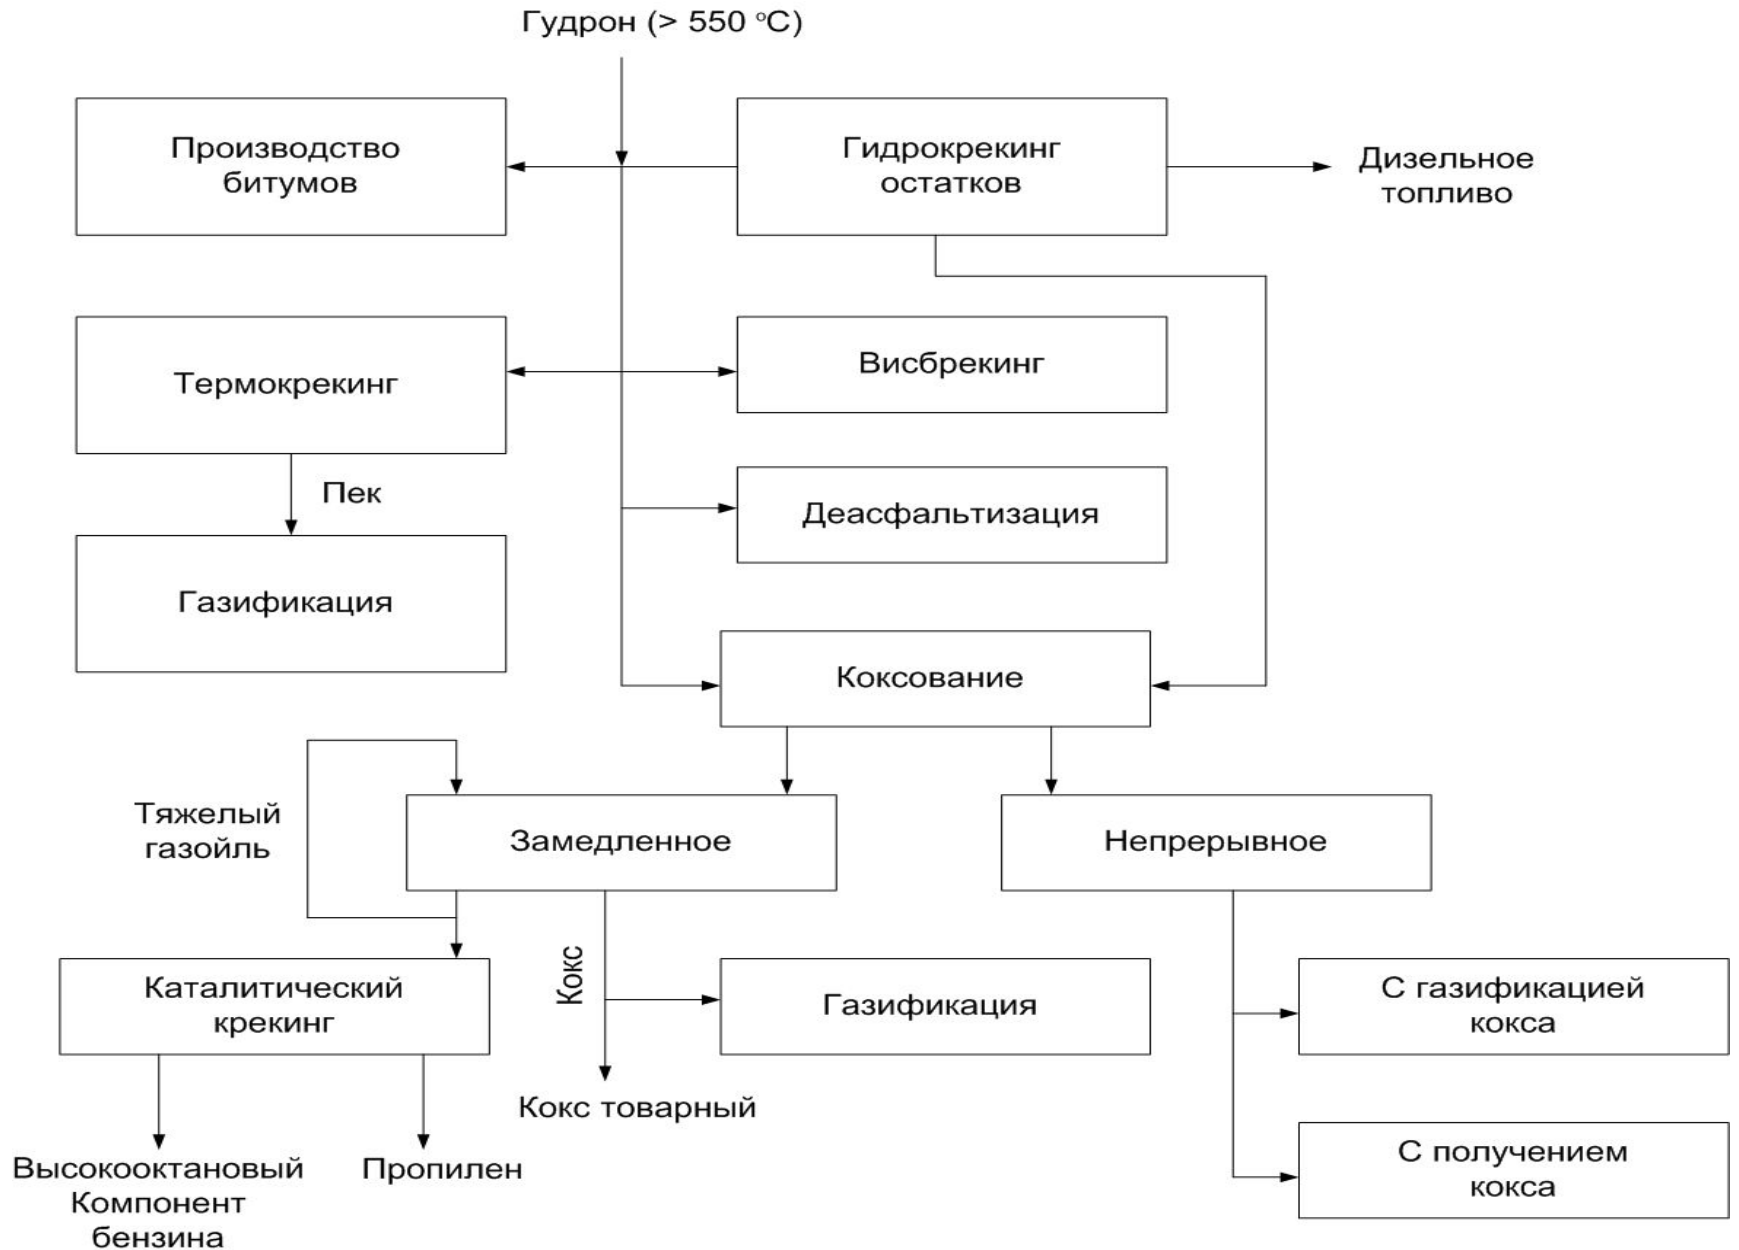 Гудрон (> 550 °С)
Производство
битумов
Гидрокрекинг
остатков
Дизельное
топливо
Термокрекинг
Висбрекинг
Пек
Деасфальтизация
Газификация
Коксование
Тяжелый
газойль
Замедленное
Непрерывное
Кокс
Каталитический
крекинг
Газификация
С газификацией
кокса
Кокс товарный
Высокооктановый
Компонент
бензина
Пропилен
С получением
кокса